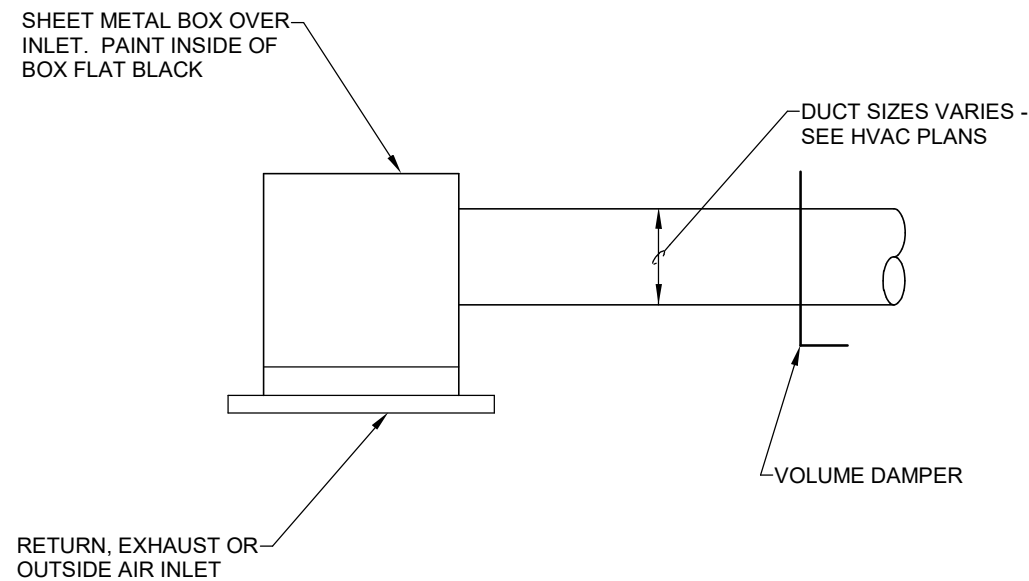 SHEET METAL BOX OVER
INLET.  PAINT INSIDE OF
BOX FLAT BLACK
DUCT SIZES VARIES -
SEE HVAC PLANS
VOLUME DAMPER
RETURN, EXHAUST OR
OUTSIDE AIR INLET